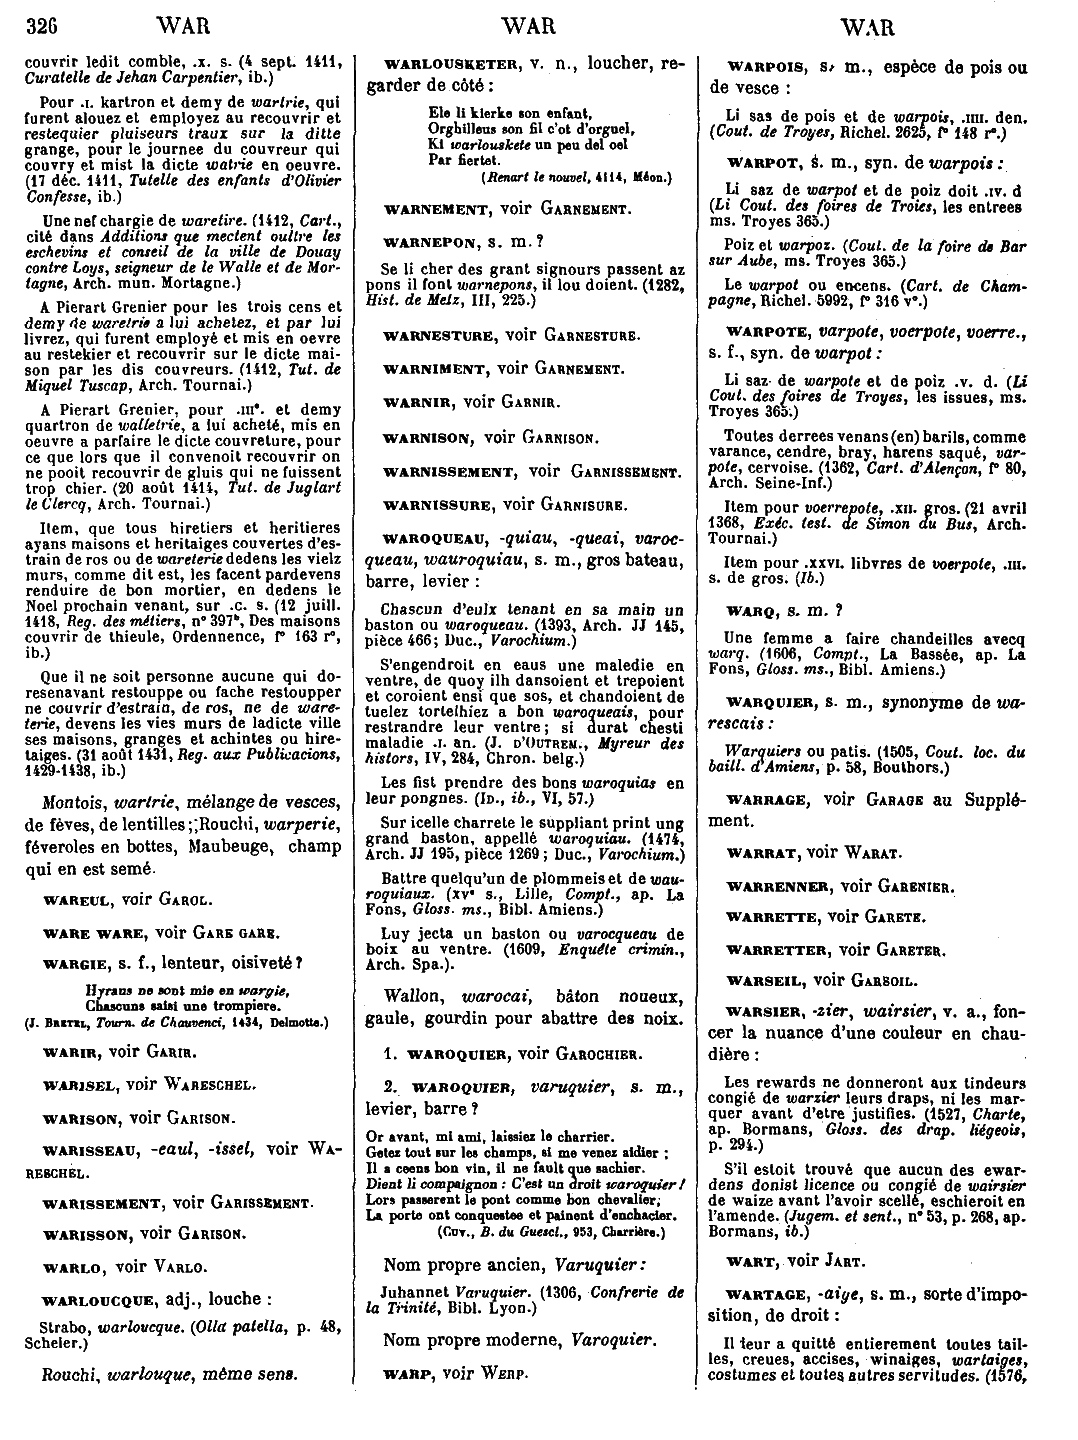 326 WAR WAR WAR
couvrir ledit comble, .x. s. (4 sept. 1411,
Curatelle de Jehan Carpentier, ib.)
Pour .I. kartron et demy de wartrie, qui
furent alouez et employez au recouvrir et
restequier pluiseurs traux sur la ditte
grange, pour le journee du couvreur qui
couvry et mist la dicte watrie en oeuvre.
(17 déc. 1411, Tutelle des enfants d'Olivier
Confesse, ib.)
Une nef chargie de waretire. (1412, Cart.,
cité dans Additions que mectent oultre les
eschevins et conseil de la ville de Douay
contre Loys, seigneur de le Walle et de Mor-
tagne, Arch. mun. Mortagne.)
A Pierart Grenier pour les trois cens et
demy de waretrie a lui achetez, et par lui
livrez, qui furent employé et mis en oevre
au restekier et recouvrir sur le dicte mai-
son par les dis couvreurs. (1412, Tut. de
Miquel Tuscap, Arch. Tournai.)
A Pierart Grenier, pour .IIIe. et demy
quartron de walletrie, a lui acheté, mis en
oeuvre a parfaire le dicte couvreture, pour
ce que lors que il convenoit recouvrir on
ne pooit recouvrir de gluis qui ne fuissent
trop chier. (20 août 1414, Tut. de Juglart
le Clercq, Arch. Tournai.)
Item, que tous hiretiers et heritieres
ayans maisons et heritaiges couvertes d'es-
train de ros ou de wareterie dedens les vielz
murs, comme dit est, les facent pardevens
renduire de bon mortier, en dedens le
Noel prochain venant, sur .c. s. (12 juill.
1418, Reg. des métiers, n° 397b, Des maisons
couvrir de thieule, Ordennence, f° 163 r°,
ib.)
Que il ne soit personne aucune qui do-
resenavant restouppe ou fache restoupper
ne couvrir d'estrain, de ros, ne de ware-
terie, devens les vies murs de ladicte ville
ses maisons, granges et achintes ou hire-
taiges. (31 août 1431, Reg. aux Publicacions,
1429-1438, ib.)
Montois, wartrie, mélange de vesces,
de fèves, de lentilles; Rouchi, warperie,
féveroles en bottes, Maubeuge, champ
qui en est semé.
WAREUL, voir GAROL.
WARE WARE, voir GARE GARE.
WARGIE, s. f., lenteur, oisiveté?
Hyraus ne sont mie en wargie,
Chascuns saisi une trompiere.
(J. BRETEL, Tourn. de Chauvenci, 1434, Delmotte.)
WARIR, voir GARIR.
WARISEL, voir WARESCHEL.
WARISON, voir GARISON.
WARISSEAU, -eaul, -issel, voir WA-
RESCHEL.
WARISSEMENT, voir GARISSEMENT.
WARISSON, voir GARISON.
WARLO, voir VARLO.
WARLOUCQUE, adj., louche :
Strabo, warloucque. (Olla patella, p. 48,
Scheler.)
Rouchi, warlouque, même sens.
WARLOUSKETER, v. n., loucher, re-
garder de côté :
Ele li klerke son enfant,
Orghilleus son fil c'ot d'orguel,
Ki warlouskete un peu del oel
Par fiertet.
(Renart le nouvel, 4114, Méon.)
WARNEMENT, voir GARNEMENT.
WARNEPON, s. m.?
Se li cher des grant signours passent az
pons il font warnepons, il lou doient. (1282,
Hist. de Metz, III, 225.)
WARNESTURE, voir GARNESTURE.
WARNIMENT, voir GARNEMENT.
WARNIR, voir GARNIR.
WARNISON, voir GARNISON.
WARNISSEMENT, voir GARNISSEMENT.
WARNISSURE, voir GARNISURE.
WAROQUEAU, -quiau, -queai, varoc-
queau, wauroquiau, s. m., gros bateau,
barre, levier :
Chascun d'eulx tenant en sa main un
baston ou waroqueau. (1393, Arch. JJ 145,
pièce 466; Duc., Varochium.)
S'engendroit en eaus une maledie en
ventre, de quoy ilh dansoient et trepoient
et coroient ensi que sos, et chandoient de
tuelez tortelhiez a bon waroqueais, pour
restrandre leur ventre; si durat chesti
maladie .I. an. (J. D'OUTREM., Myreur des
histors, IV, 284, Chron. belg.)
Les fist prendre des bons waroquias en
leur pongnes. (ID., ib., VI, 57.)
Sur icelle charrete le suppliant print ung
grand baston, appellé waroquiau. (1474,
Arch. JJ 195, pièce 1269; Duc., Varochium.)
Battre quelqu'un de plommeis et de wau-
roquiaux. (XVe s., Lille, Compt., ap. La
Fons, Gloss. ms., Bibl. Amiens.)
Luy jecta un baston ou varocqueau de
boix au ventre. (1609, Enquête crimin.,
Arch. Spa.).
Wallon, warocai, bâton noueux,
gaule, gourdin pour abattre des noix.
1. WAROQUIER, voir GAROCHIER.
2. WAROQUIER, varuquier, s. m.,
levier, barre?
Or avant, mi ami, laissiez le charrier.
Getez tout sur les champs, si me venez aidier ;
Il a ceens bon vin, il ne fault que sachier.
Dient li compaignon : C'est un droit waroquier!
Lors passerent le pont comme bon chevalier;
La porte ont conquestee et painent d'enchacier.
(CUV., B. du Guescl., 953, Charrière.)
Nom propre ancien, Varuquier :
Juhannet Varuquier. (1306, Confrerie de
la Trinité, Bibl. Lyon.)
Nom propre moderne, Varoquier.
WARP, voir WERP.
WARPOIS, s. m., espèce de pois ou
de vesce :
Li sas de pois et de warpois, .IIII. den.
(Cout. de Troyes, Richel. 2625, f° 148 r°.)
WARPOT, s. m., syn. de warpois :
Li saz de warpot et de poiz doit .IV. d
(Li Cout. des foires de Troies, les entrees
ms. Troyes 365.)
Poiz et warpoz. (Cout. de la foire de Bar
sur Aube, ms. Troyes 365.)
Le warpot ou encens. (Cart. de Cham-
pagne, Richel. 5992, f° 316 v°.)
WARPOTE, varpote, voerpote, voerre.,
s. f., syn. de warpot :
Li saz de warpote et de poiz .v. d. (Li
Cout. des foires de Troyes, les issues, ms.
Troyes 365.)
Toutes derrees venans (en) barils, comme
varance, cendre, bray, harens saqué, var-
pote, cervoise. (1362, Cart. d'Alençon, f° 80,
Arch. Seine-Inf.)
Item pour voerrepote, .XII. gros. (21 avril
1368, Exéc. test. de Simon du Bus, Arch.
Tournai.)
Item pour .XXVI. libvres de voerpote, .III.
s. de gros. (Ib.)
WARQ, s. m. ?
Une femme a faire chandeilles avecq
warq. (1606, Compt., La Bassée, ap. La
Fons, Gloss. ms., Bibl. Amiens.)
WARQUIER, s. m., synonyme de wa-
rescais :
Warquiers ou patis. (1505, Cout. loc. du
baill. d'Amiens, p. 58, Bouthors.)
WARRAGE, voir GARAGE au Supplé-
ment.
WARRAT, voir WARAT.
WARRENNER, voir GARENIER.
WARRETTE, voir GARETE.
WARRETTER, voir GARETER.
WARSEIL, voir GARSOIL.
WARSIER, -zier, wairsier, v. a., fon-
cer la nuance d'une couleur en chau-
dière :
Les rewards ne donneront aux tindeurs
congié de warzier leurs draps, ni les mar-
quer avant d'etre justifies. (1527, Charte,
ap. Bormans, Gloss. des drap. liégeois,
p. 294.)
S'il estoit trouvé que aucun des ewar-
dens donist licence ou congié de wairsier
de waize avant l'avoir scellé, eschieroit en
l'amende. (Jugem. et sent., n° 53, p. 268, ap.
Bormans, ib.)
WART, voir JART.
WARTAGE, -aige, s. m., sorte d'impo-
sition, de droit :
Il leur a quitté entierement toutes tail-
les, creues, accises, winaiges, wartaiges,
costumes et toutes autres servitudes. (1576,